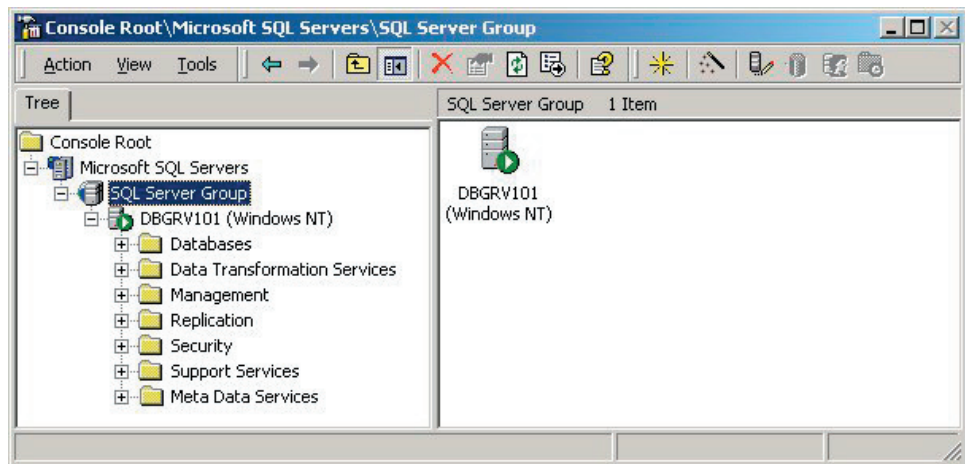 Console Root\Microsoft SQL Servers\SQL Server Group
Action View Tools
Tree
SQL Server Group 1 Item
Console Root
Microsoft SQL Servers
SQL Server Group
DBGRV101 (Windows NT)
Databases
Data Transformation Services
Management
Replication
Security
Support Services
Meta Data Services
DBGRV101
(Windows NT)